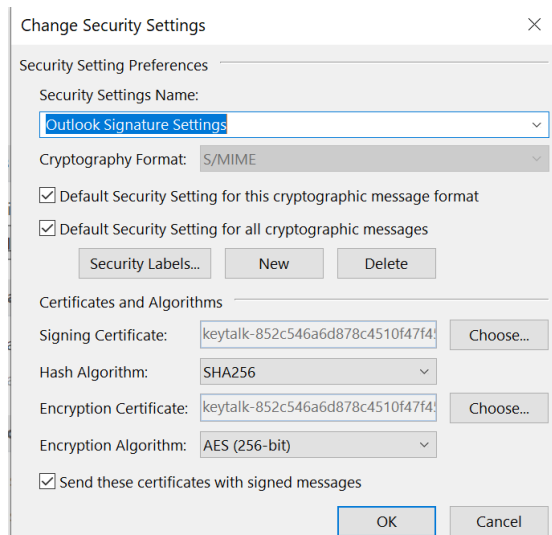 Change Security Settings
Security Setting Preferences
Security Settings Name:
Outlook Signature Settings
Cryptography Format: S/MIME
Default Security Setting for this cryptographic message format
Default Security Setting for all cryptographic messages
Security Labels... New Delete
Certificates and Algorithms
Signing Certificate: keytalk-852c546a6d878c4510f47f45 Choose...
Hash Algorithm: SHA256
Encryption Certificate: keytalk-852c546a6d878c4510f47f45 Choose...
Encryption Algorithm: AES (256-bit)
Send these certificates with signed messages
OK Cancel